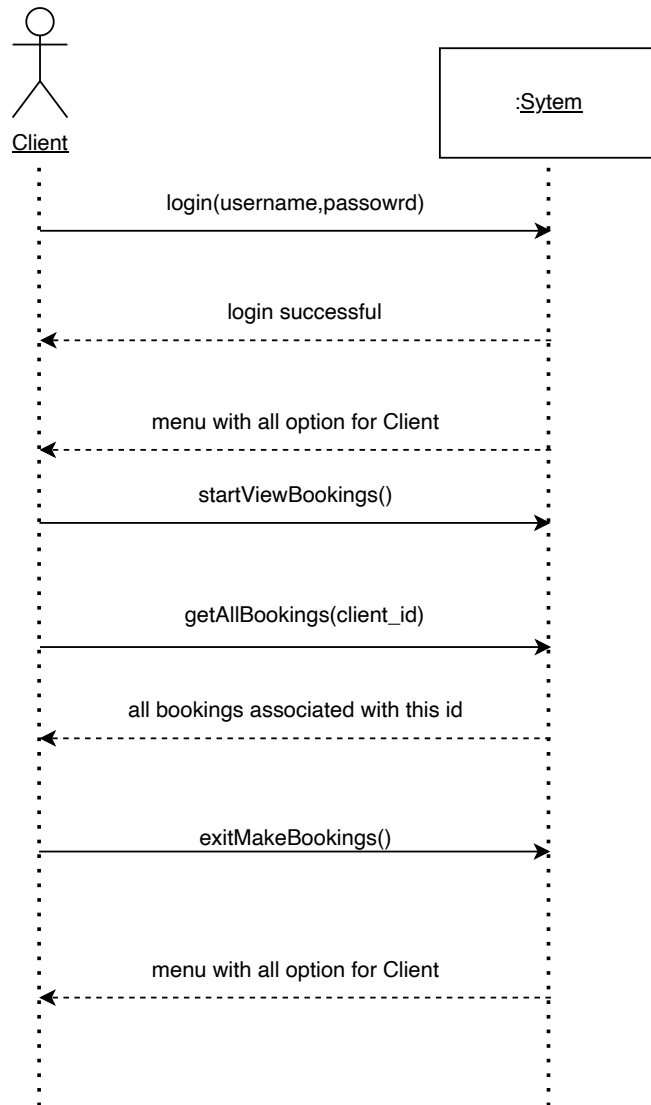 Client
:Sytem
login(username,passowrd)
login successful
menu with all option for Client
startViewBookings()
getAllBookings(client_id)
all bookings associated with this id
exitMakeBookings()
menu with all option for Client